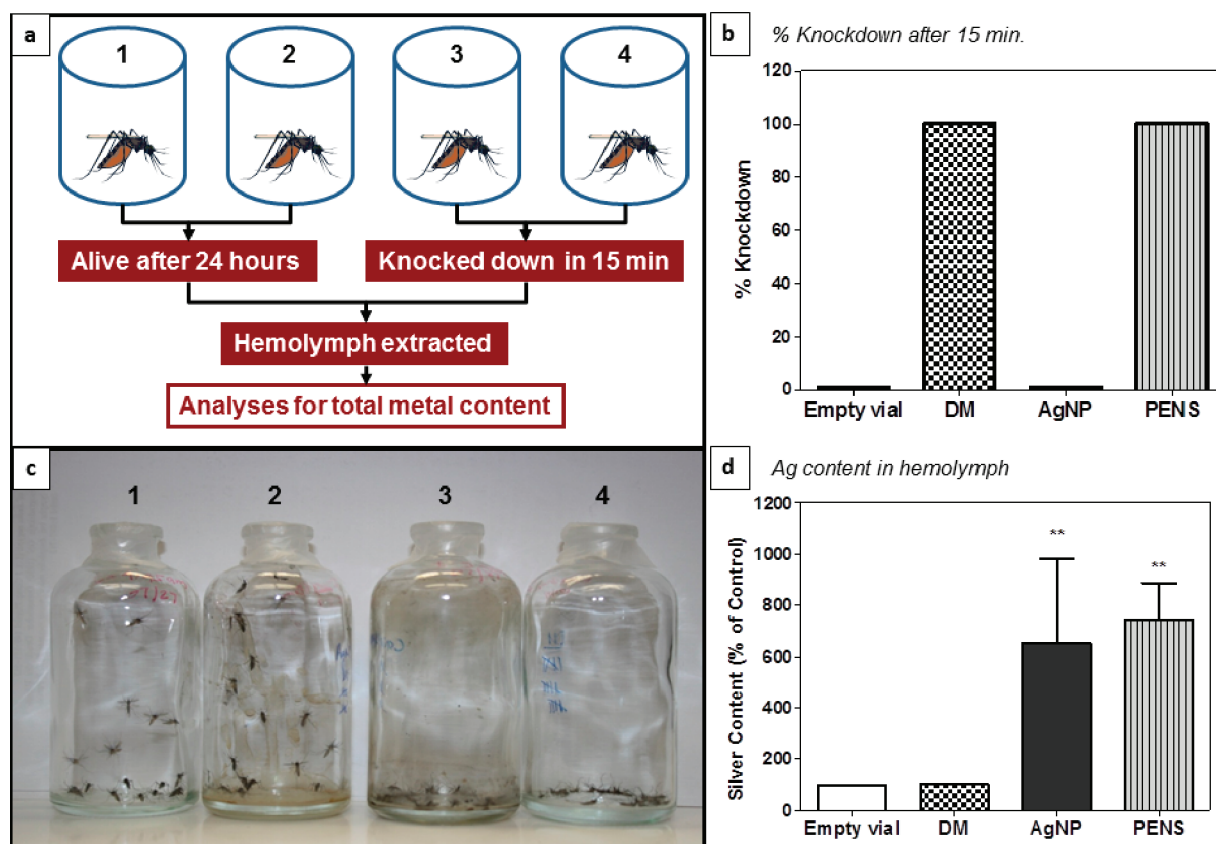 a
1 2 3 4
Alive after 24 hours
Knocked down in 15 min
Hemolymph extracted
Analyses for total metal content
b
% Knockdown after 15 min.
% Knockdown
120
100
80
60
40
20
0
Empty vial DM AgNP PENS
c
1 2 3 4
d
Ag content in hemolymph
Silver Content (% of Control)
1200
1000
800
600
400
200
0
** **
Empty vial DM AgNP PENS